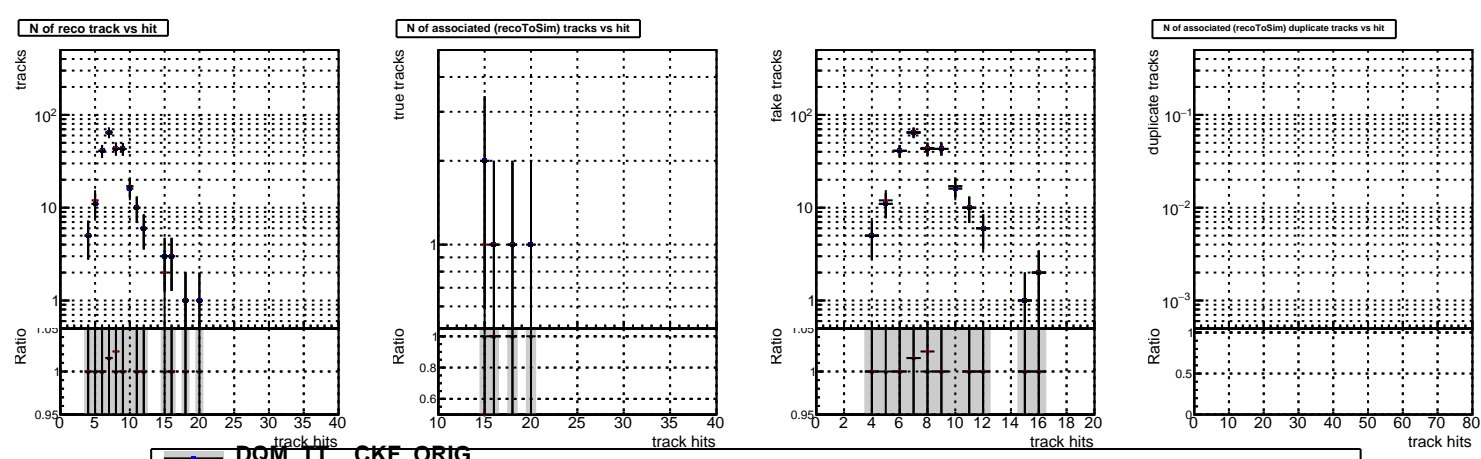 N of reco track vs hit
tracks
10²
10
1
1.05
Ratio
1
0.95
0 5 10 15 20 25 30 35 40
track hits
N of associated (recoToSim) tracks vs hit
true tracks
1
Ratio
1
0.8
0.6
10 15 20 25 30 35 40
track hits
fake tracks
10²
10
1
1.05
Ratio
1
0.95
0 2 4 6 8 10 12 14 16 18 20
track hits
N of associated (recoToSim) duplicate tracks vs hit
duplicate tracks
10⁻¹
10⁻²
10⁻³
Ratio
1
0.5
0
0 10 20 30 40 50 60 70 80
track hits
DQM TT CKF ORIG